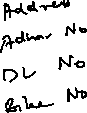 Address
Adhar No
DL No
Bike No